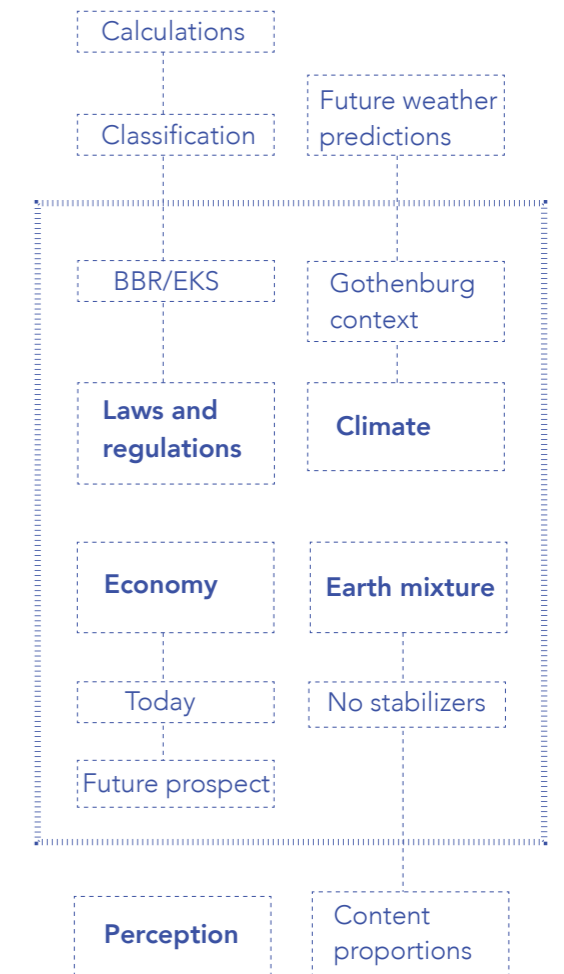 Calculations
Classification
Future weather
predictions
BBR/EKS
Gothenburg
context
Laws and
regulations
Climate
Economy
Earth mixture
Today
No stabilizers
Future prospect
Perception
Content
proportions